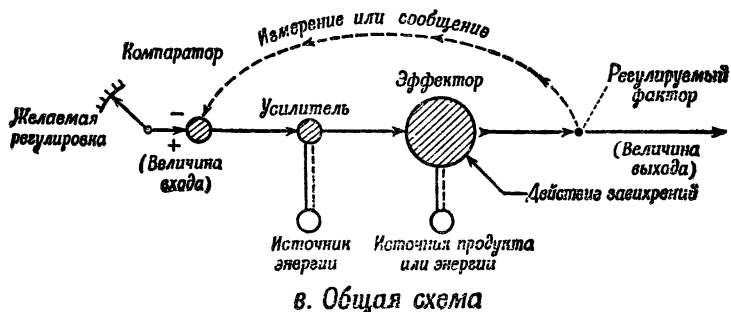 Измерение или сообщение
Компаратор
Эффектор
Регулируемый
фактор
Усилитель
Желаемая
регулировка
−
+
(Величина
входа)
(Величина
выхода)
Действие завихрений
Источник
энергии
Источник продукта
или энергии
в. Общая схема